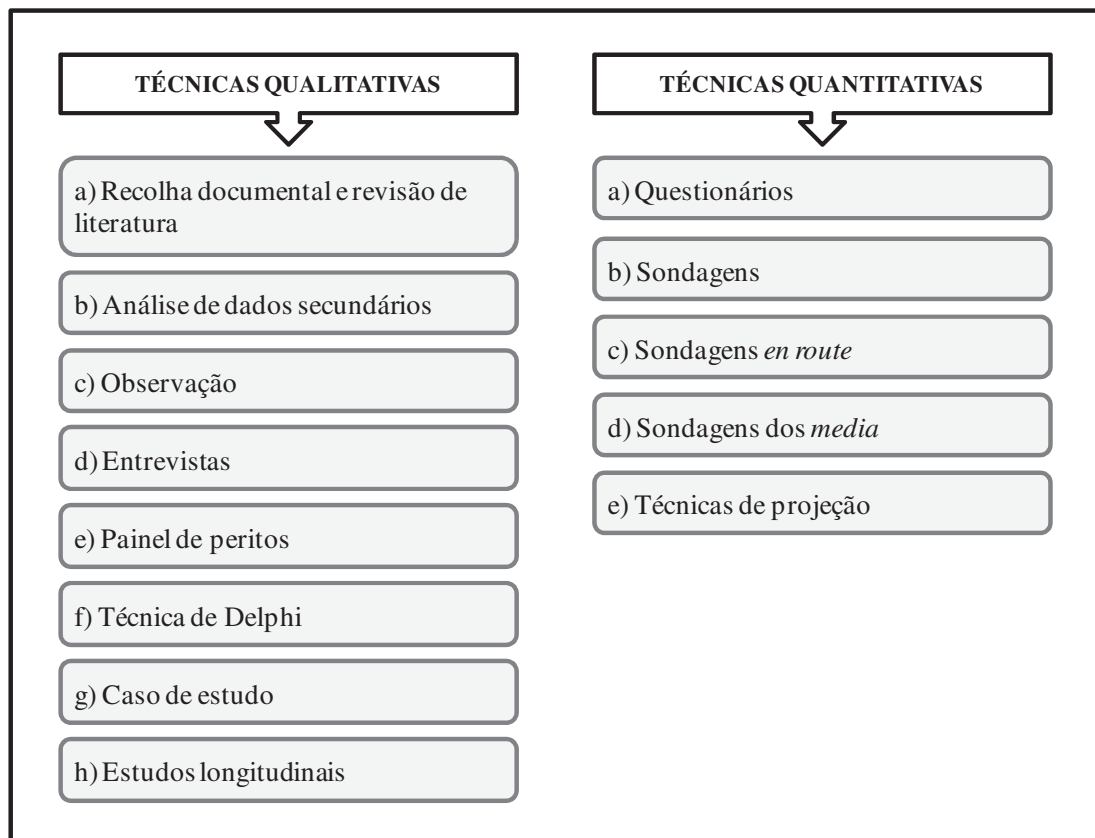 TÉCNICAS QUALITATIVAS
a) Recolha documental e revisão de
literatura
b) Análise de dados secundários
c) Observação
d) Entrevistas
e) Painel de peritos
f) Técnica de Delphi
g) Caso de estudo
h) Estudos longitudinais
TÉCNICAS QUANTITATIVAS
a) Questionários
b) Sondagens
c) Sondagens en route
d) Sondagens dos media
e) Técnicas de projeção